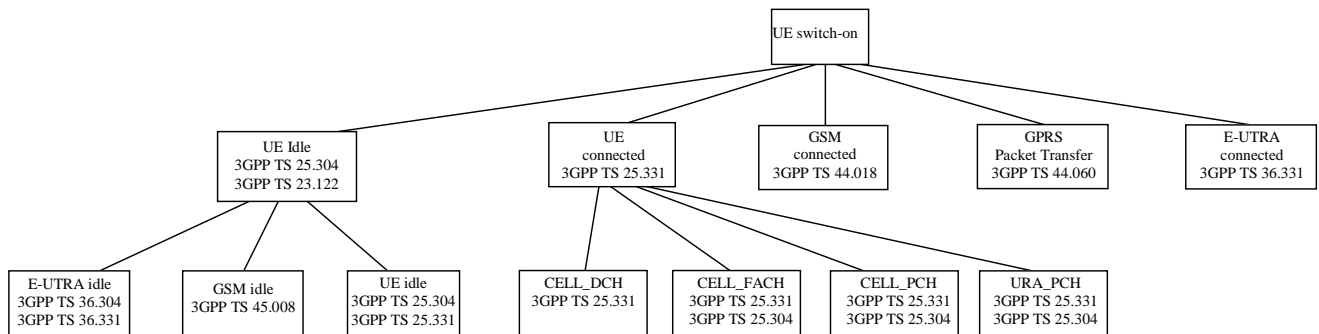 UE switch-on
UE Idle
3GPP TS 25.304
3GPP TS 23.122
UE
connected
3GPP TS 25.331
GSM
connected
3GPP TS 44.018
GPRS
Packet Transfer
3GPP TS 44.060
E-UTRA
connected
3GPP TS 36.331
E-UTRA idle
3GPP TS 36.304
3GPP TS 36.331
GSM idle
3GPP TS 45.008
UE idle
3GPP TS 25.304
3GPP TS 25.331
CELL_DCH
3GPP TS 25.331
CELL_FACH
3GPP TS 25.331
3GPP TS 25.304
CELL_PCH
3GPP TS 25.331
3GPP TS 25.304
URA_PCH
3GPP TS 25.331
3GPP TS 25.304